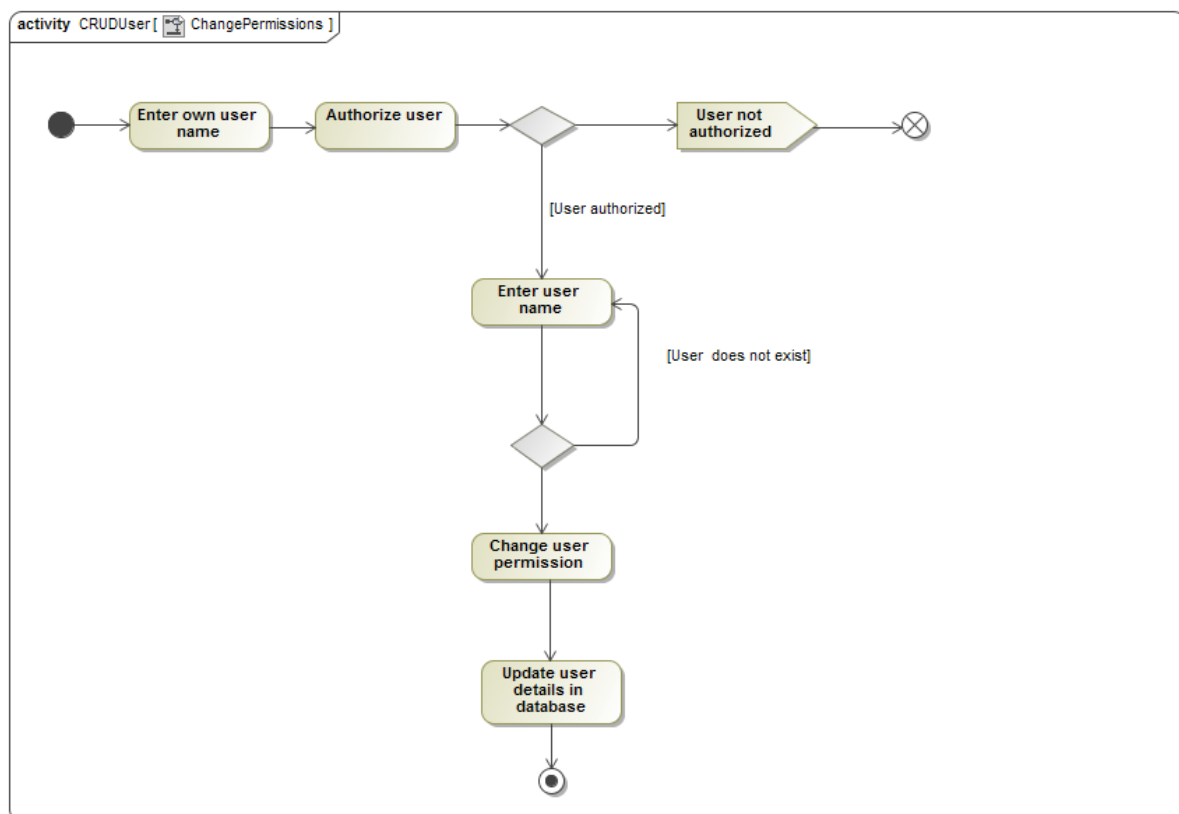 activity CRUDUser[ ChangePermissions ]
Enter own user
name
Authorize user
User not
authorized
[User authorized]
Enter user
name
[User  does not exist]
Change user
permission
Update user
details in
database